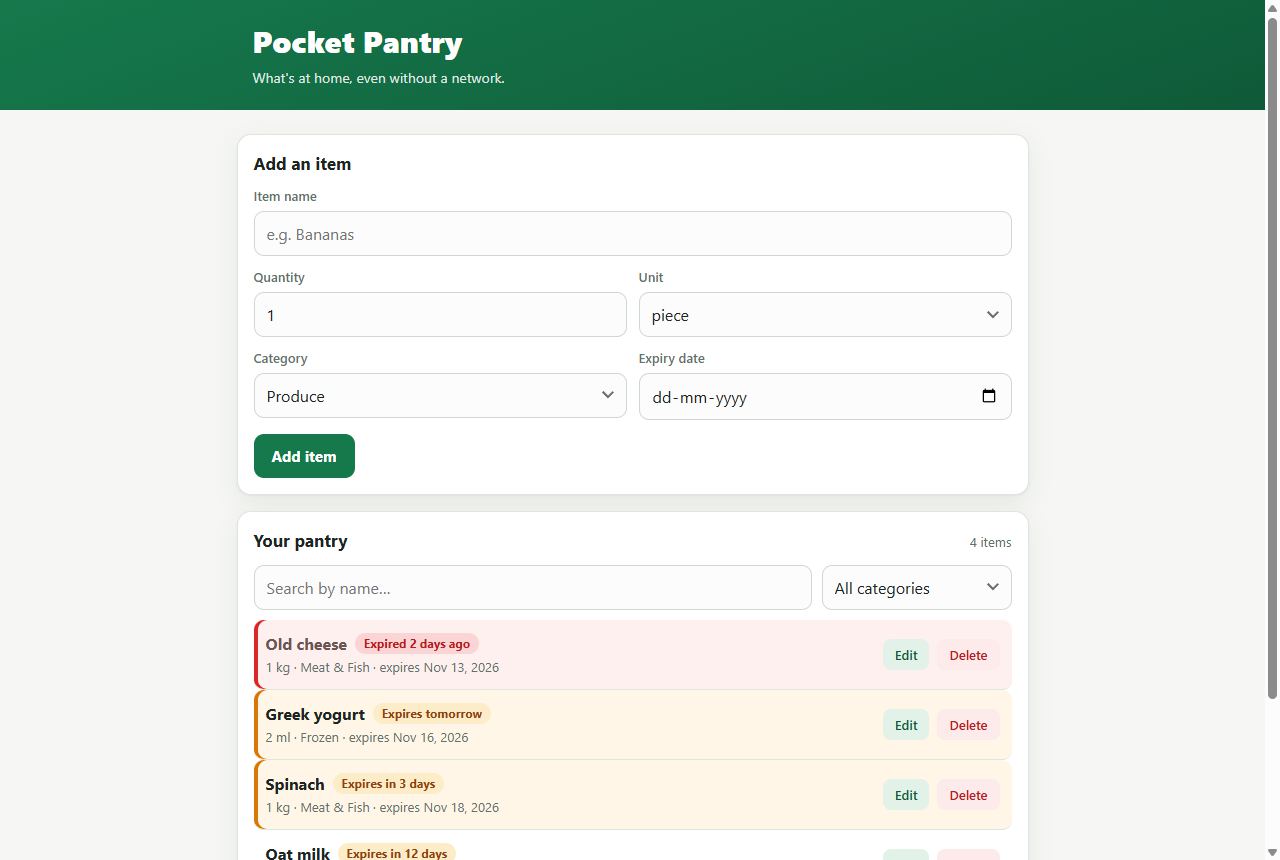 Pocket Pantry
What's at home, even without a network.
Add an item
Item name
e.g. Bananas
Quantity
Unit
1
piece
Category
Expiry date
Produce
dd-mm-yyyy
Add item
Your pantry
4 items
Search by name...
All categories
Old cheese Expired 2 days ago
1 kg · Meat & Fish · expires Nov 13, 2026
Edit
Delete
Greek yogurt Expires tomorrow
2 ml · Frozen · expires Nov 16, 2026
Edit
Delete
Spinach Expires in 3 days
1 kg · Meat & Fish · expires Nov 18, 2026
Edit
Delete
Oat milk Expires in 12 days